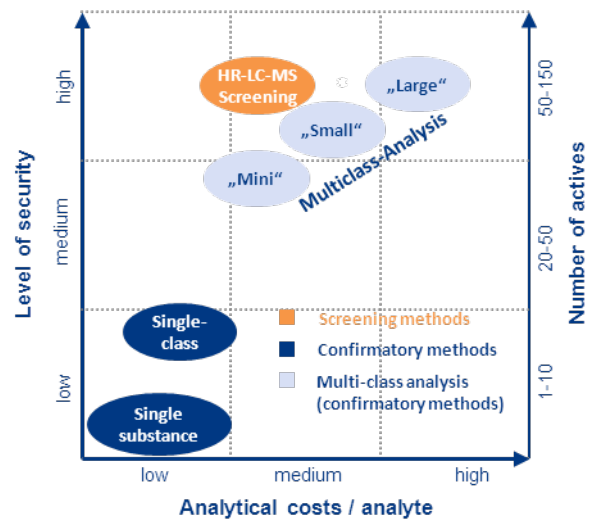 HR-LC-MS
Screening
„Large“
„Small“
„Mini“
Multiclass-Analysis
Single-
class
Single
substance
Screening methods
Confirmatory methods
Multi-class analysis
(confirmatory methods)
Level of security
high
medium
low
Number of actives
50-150
20-50
1-10
low
medium
high
Analytical costs / analyte